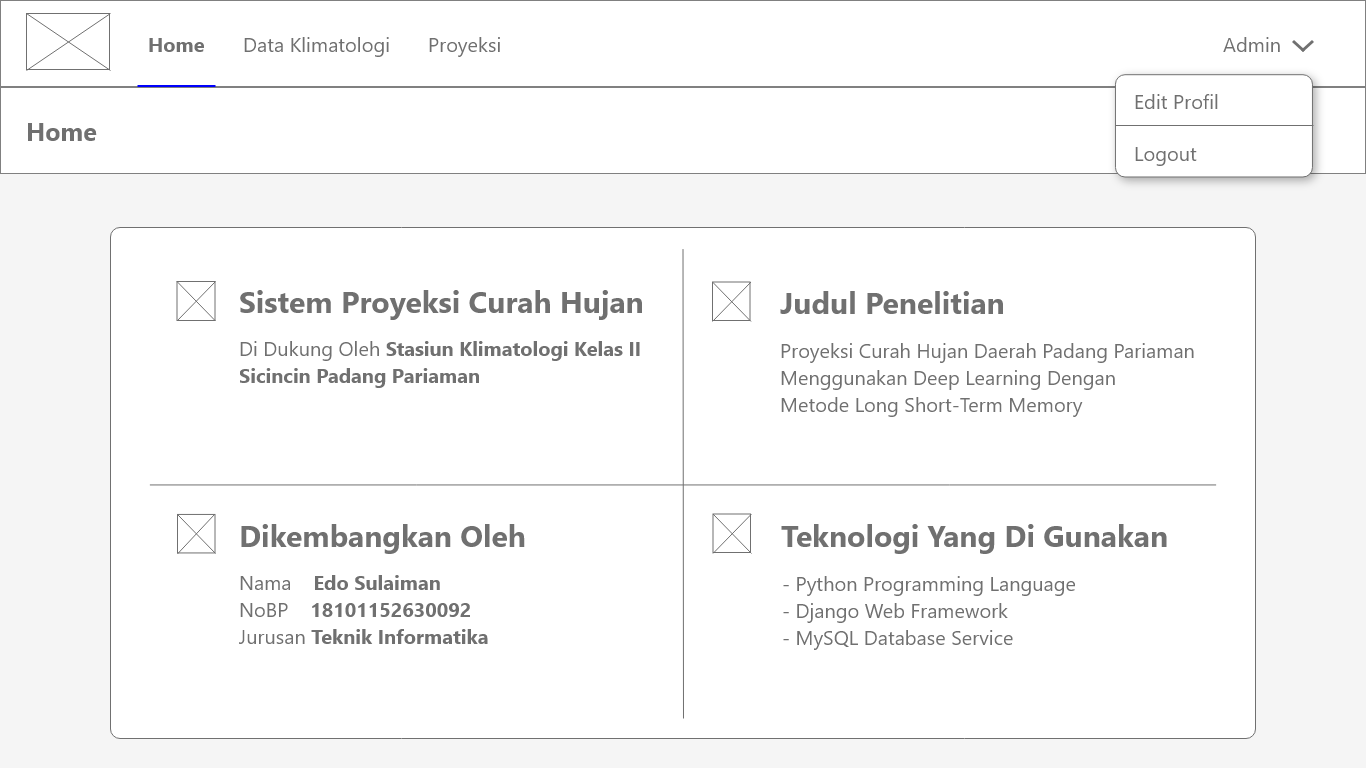 Home
Data Klimatologi
Proyeksi
Admin
Edit Profil
Logout
Home
Sistem Proyeksi Curah Hujan
Di Dukung Oleh Stasiun Klimatologi Kelas II
Sicincin Padang Pariaman
Judul Penelitian
Proyeksi Curah Hujan Daerah Padang Pariaman
Menggunakan Deep Learning Dengan
Metode Long Short-Term Memory
Dikembangkan Oleh
Nama Edo Sulaiman
NoBP 18101152630092
Jurusan Teknik Informatika
Teknologi Yang Di Gunakan
- Python Programming Language
- Django Web Framework
- MySQL Database Service